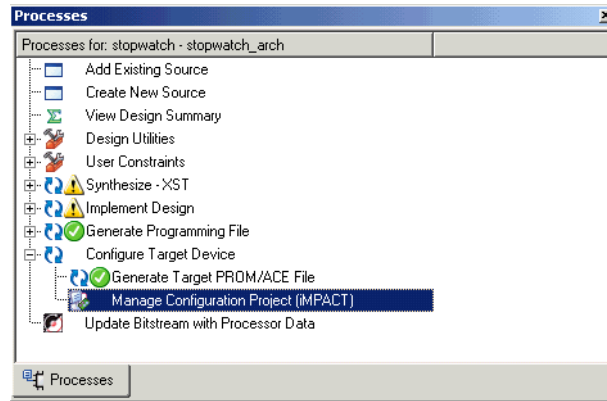 Processes
Processes for: stopwatch - stopwatch_arch
Add Existing Source
Create New Source
View Design Summary
Design Utilities
User Constraints
Synthesize - XST
Implement Design
Generate Programming File
Configure Target Device
Generate Target PROM/ACE File
Manage Configuration Project (iMPACT)
Update Bitstream with Processor Data
Processes